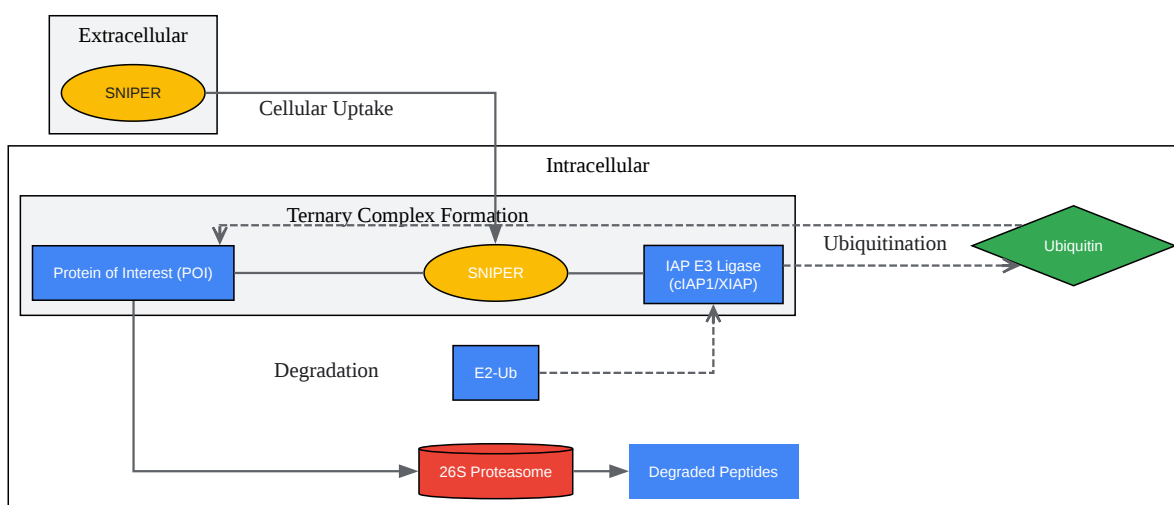 Extracellular
SNIPER
Cellular Uptake
Intracellular
Ternary Complex Formation
Ubiquitination
Ubiquitin
Protein of Interest (POI)
SNIPER
IAP E3 Ligase
(cIAP1/XIAP)
Degradation
E2-Ub
26S Proteasome
Degraded Peptides